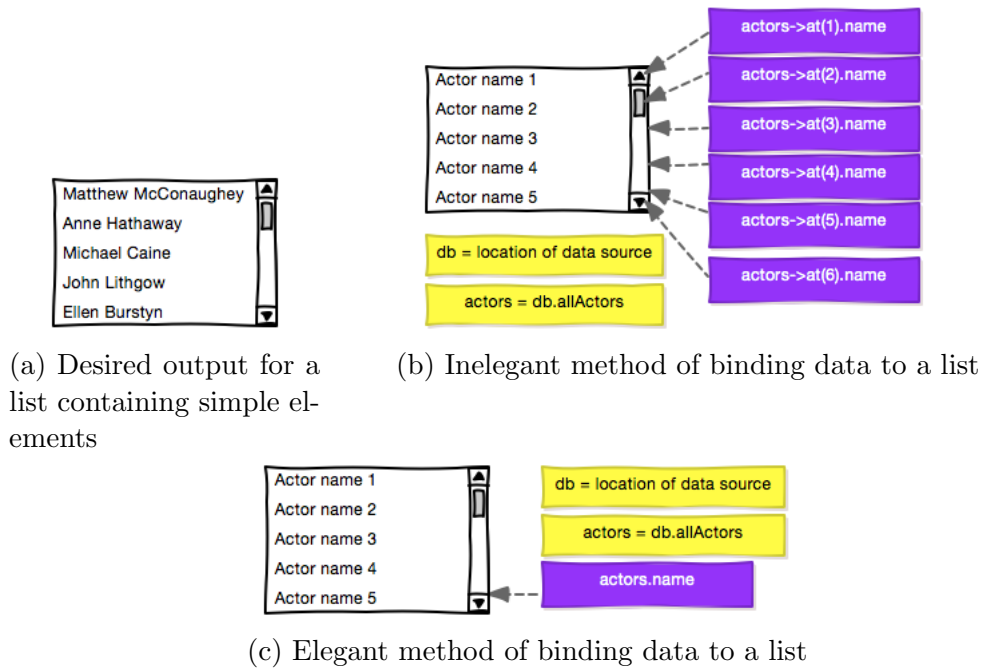 Matthew McConaughey
Anne Hathaway
Michael Caine
John Lithgow
Ellen Burstyn
(a) Desired output for a
list containing simple el-
ements
Actor name 1
Actor name 2
Actor name 3
Actor name 4
Actor name 5
db = location of data source
actors = db.allActors
actors->at(1).name
actors->at(2).name
actors->at(3).name
actors->at(4).name
actors->at(5).name
actors->at(6).name
(b) Inelegant method of binding data to a list
Actor name 1
Actor name 2
Actor name 3
Actor name 4
Actor name 5
db = location of data source
actors = db.allActors
actors.name
(c) Elegant method of binding data to a list